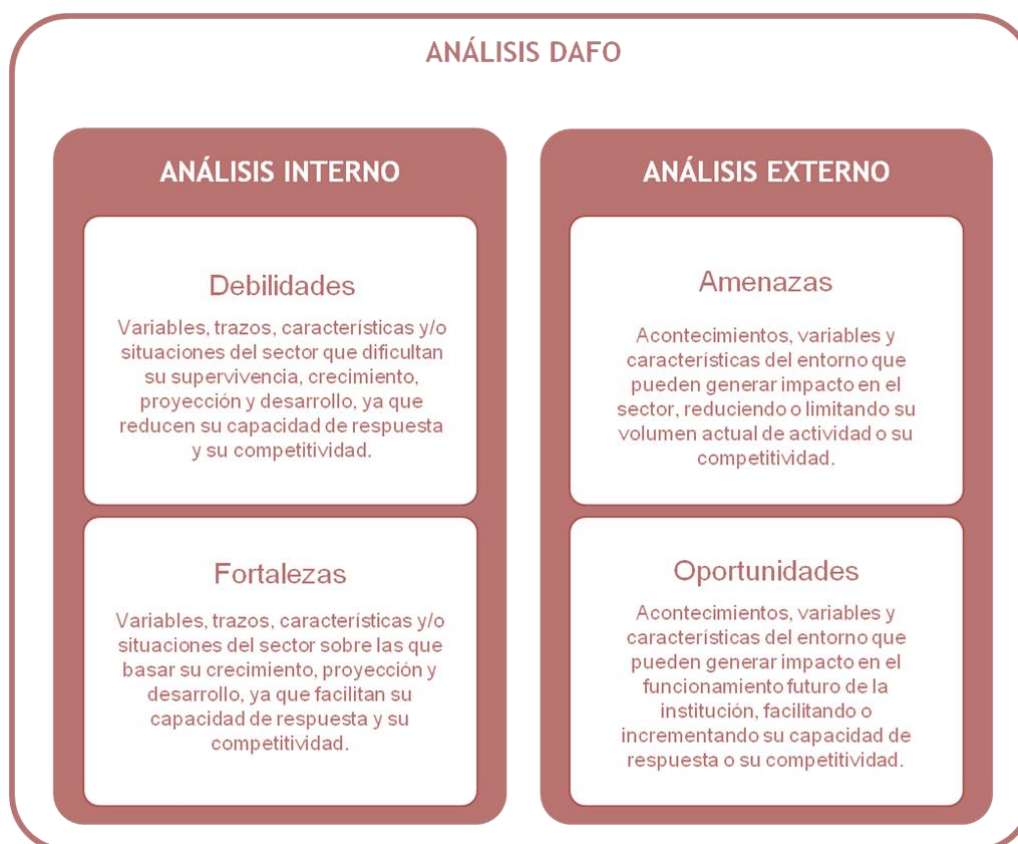 ANÁLISIS DAFO
ANÁLISIS INTERNO
Debilidades
Variables, trazos, características y/o
situaciones del sector que dificultan
su supervivencia, crecimiento,
proyección y desarrollo, ya que
reducen su capacidad de respuesta
y su competitividad.
Fortalezas
Variables, trazos, características y/o
situaciones del sector sobre las que
basar su crecimiento, proyección y
desarrollo, ya que facilitan su
capacidad de respuesta y su
competitividad.
ANÁLISIS EXTERNO
Amenazas
Acontecimientos, variables y
características del entorno que
pueden generar impacto en el
sector, reduciendo o limitando su
volumen actual de actividad o su
competitividad.
Oportunidades
Acontecimientos, variables y
características del entorno que
pueden generar impacto en el
funcionamiento futuro de la
institución, facilitando o
incrementando su capacidad de
respuesta o su competitividad.